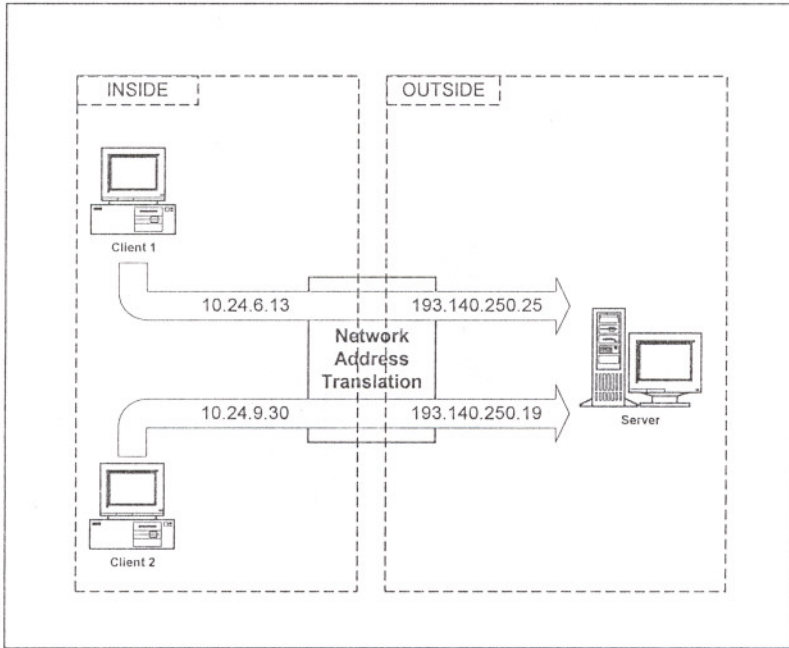 INSIDE
OUTSIDE
Client 1
10.24.6.13
193.140.250.25
Network
Address
Translation
10.24.9.30
193.140.250.19
Server
Client 2